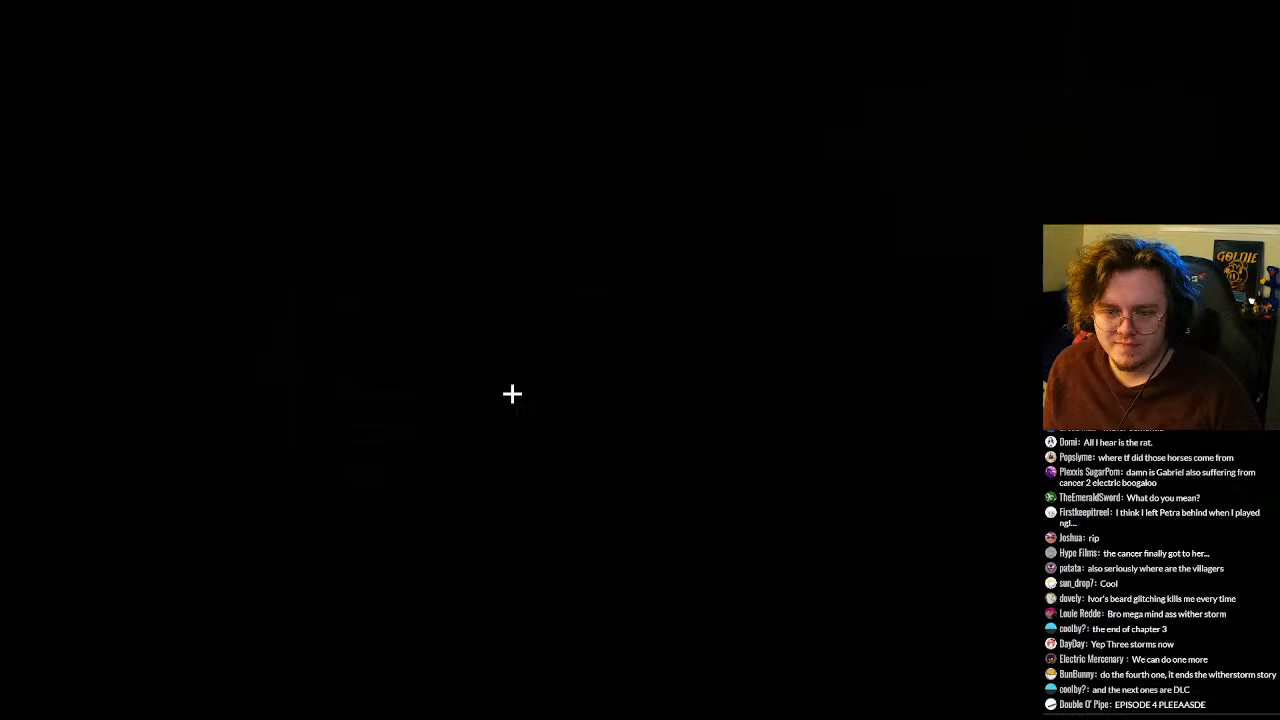 GOLDIE
Oomi: All I hear is the rat.
Popslyme: where tf did those horses come from
Plexxis SugarPom: damn is Gabriel also suffering from
cancer 2 electric boogaloo
TheEmeraldSword: What do you mean?
Firstkeepitreel: I think I left Petra behind when I played
ngl...
Joshua: rip
Hype Films: the cancer finally got to her...
patata: also seriously where are the villagers
sun_drop7: Cool
dovely: Ivor's beard glitching kills me every time
Louie Redde: Bro mega mind ass wither storm
coolby?: the end of chapter 3
DayDay: Yep Three storms now
Electric Mercenary : We can do one more
BunBunny: do the fourth one, it ends the witherstorm story
coolby?: and the next ones are DLC
Double O' Pipe: EPISODE 4 PLEEAASDE